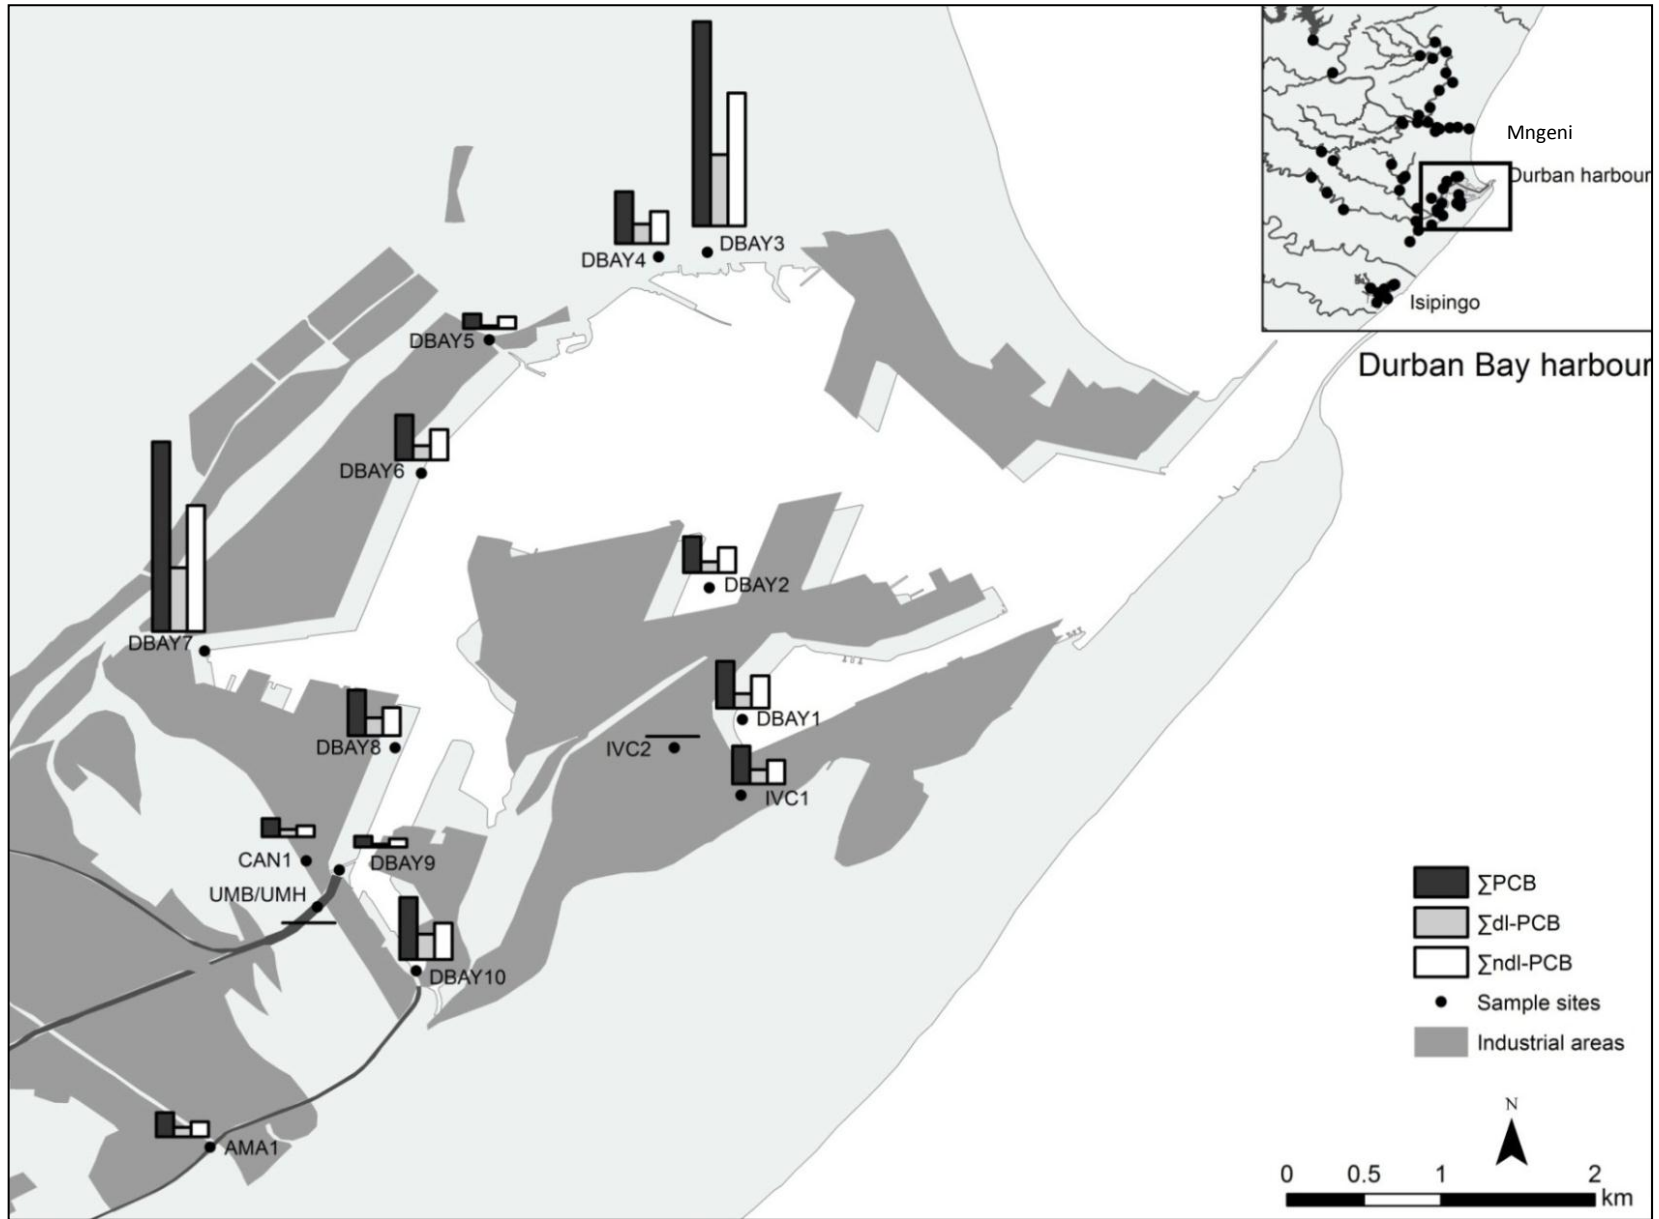 Mngeni
Durban harbour
Isipingo
Durban Bay harbour
DBAY3
DBAY4
DBAY5
DBAY6
DBAY2
DBAY7
DBAY1
DBAY8
IVC2
IVC1
CAN1
DBAY9
UMB/UMH
DBAY10
AMA1
∑PCB
∑dl-PCB
∑ndl-PCB
Sample sites
Industrial areas
N
0 0.5 1 2
km